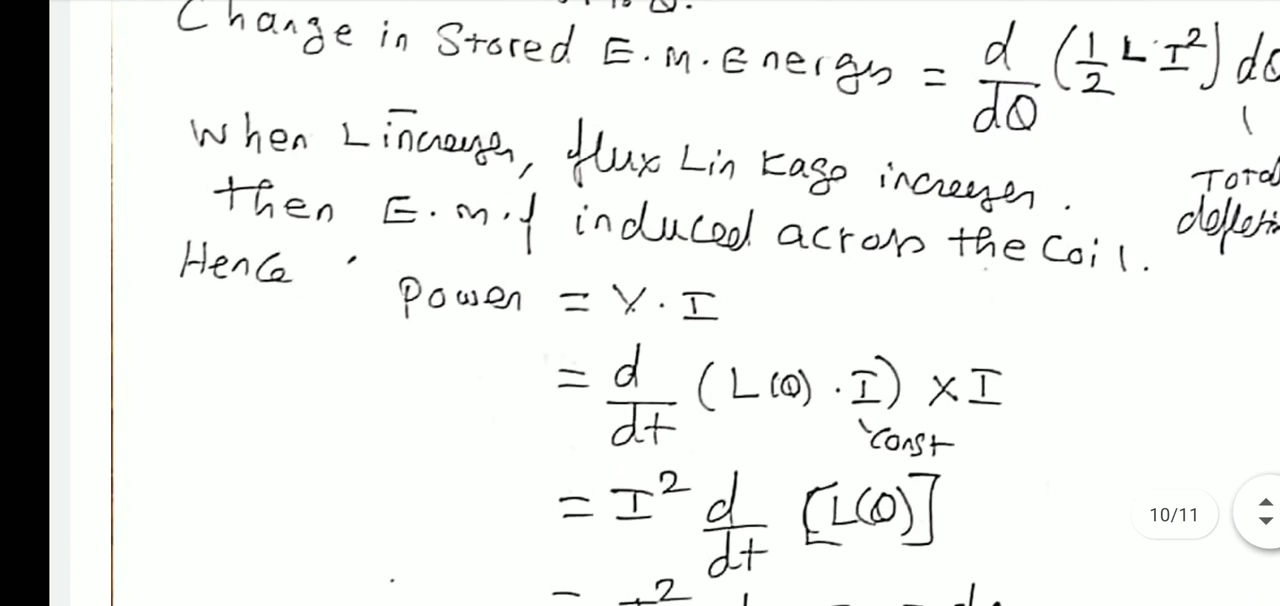 Change in Stored E.M. Energy = d/dθ (1/2 L I²) dθ
When L increases, flux Linkage increases.
Total
deflecti
then E.m.f induced across the Coil.
Hence
Power = V. I
= d/dt (L(θ) . I) × I
const
= I² d/dt [L(θ)]
10/11